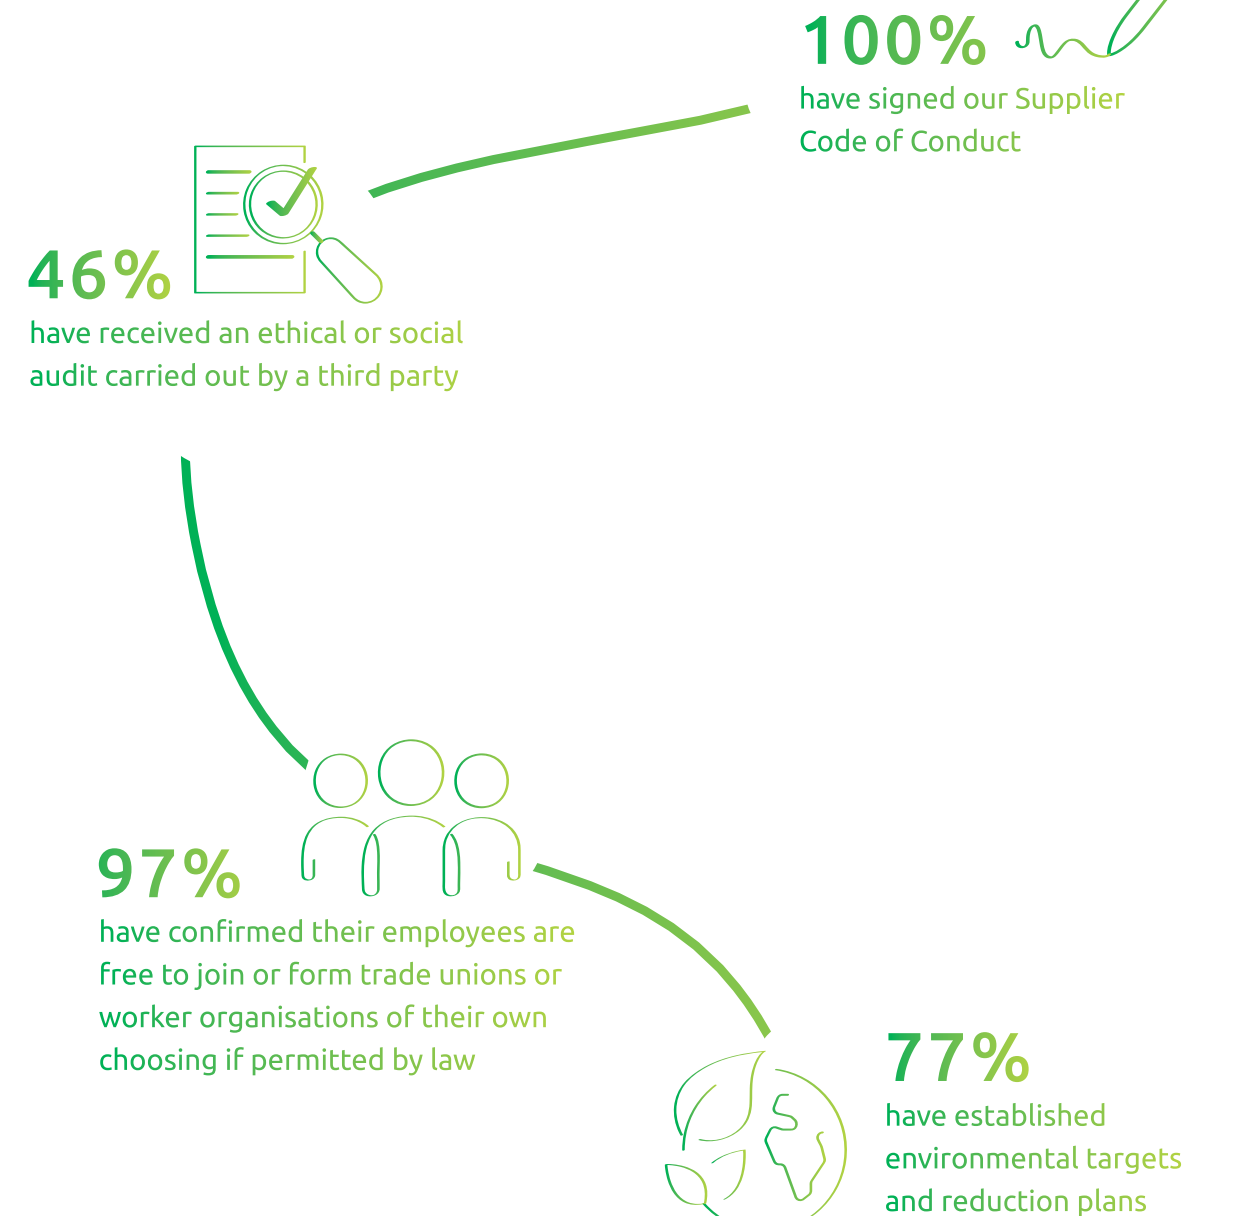 100%
have signed our Supplier
Code of Conduct
46%
have received an ethical or social
audit carried out by a third party
97%
have confirmed their employees are
free to join or form trade unions or
worker organisations of their own
choosing if permitted by law
77%
have established
environmental targets
and reduction plans